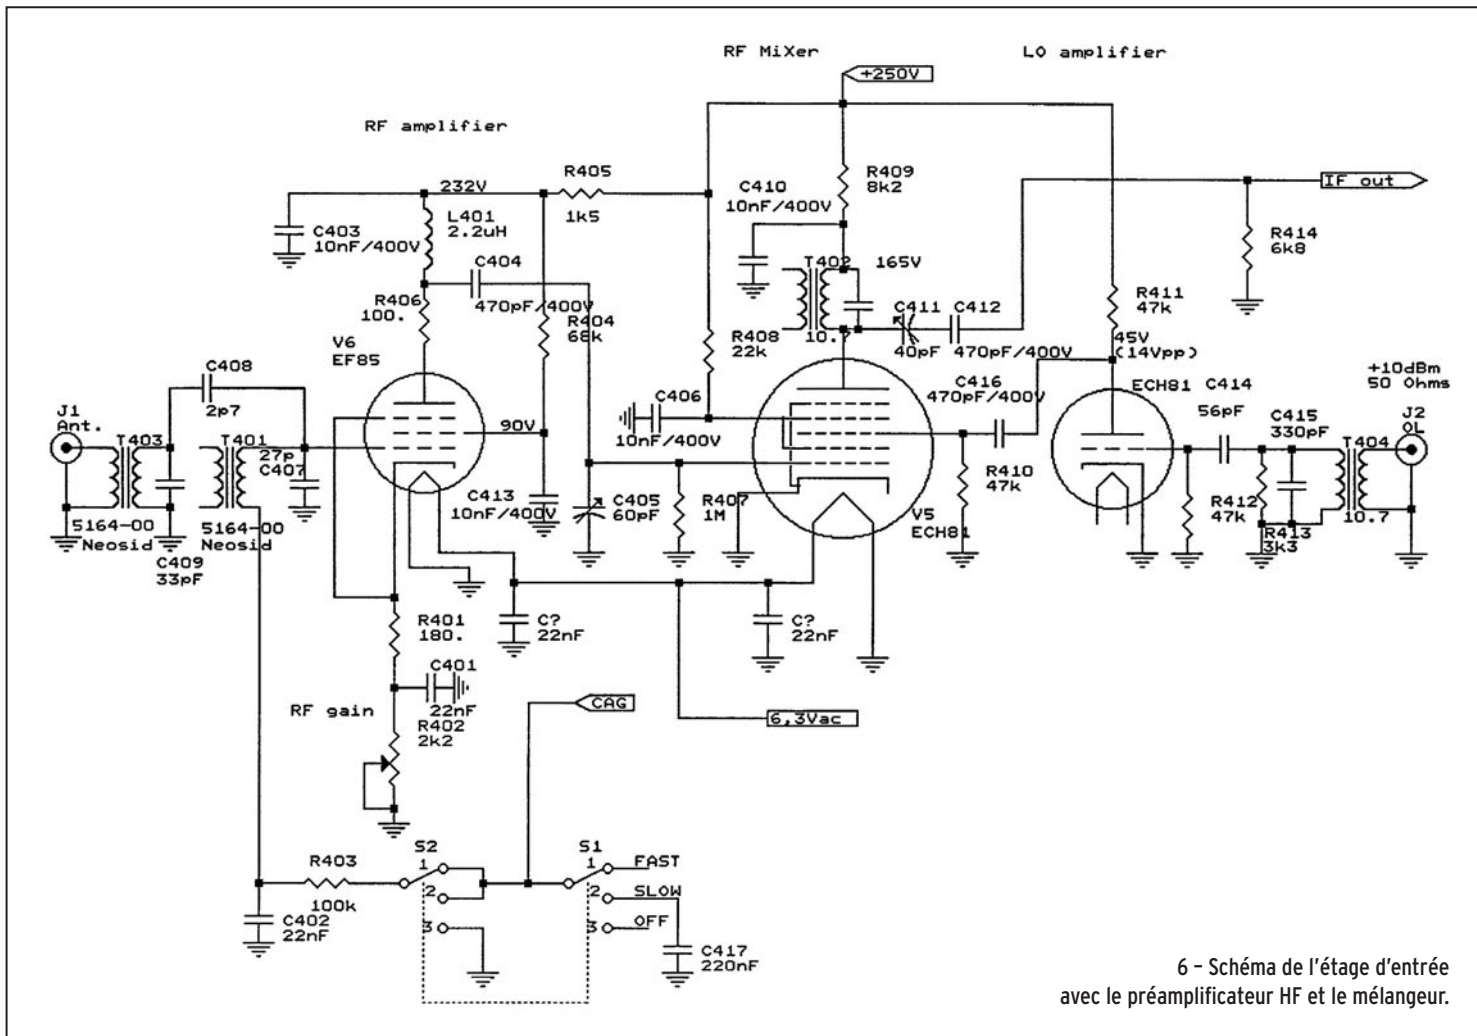 RF MiXer
LO amplifier
+250V
RF amplifier
R405
1k5
232V
C403
10nF/400V
L401
2.2uH
C404
470pF/400V
R406
100.
R404
68k
C410
10nF/400V
R409
8k2
T402
165V
10.7
C411
40pF
C412
470pF/400V
IF out
R414
6k8
R411
47k
45V
(14Vpp)
R408
22k
V6
EF85
C408
2p7
J1
Ant.
T403
T401
27p
C407
5164-00
Neosid
5164-00
Neosid
C409
33pF
90V
C406
10nF/400V
C416
470pF/400V
ECH81
C414
56pF
C415
330pF
+10dBm
50 Ohms
J2
OL
T404
10.7
C413
10nF/400V
C405
60pF
R407
1M
V5
ECH81
R410
47k
R412
47k
R413
3k3
R401
180.
C?
22nF
C?
22nF
C401
22nF
RF gain
R402
2k2
CAG
6,3Vac
R403
100k
C402
22nF
S2
1
2
3
S1
1
2
3
FAST
SLOW
OFF
C417
220nF
6 – Schéma de l'étage d'entrée
avec le préamplificateur HF et le mélangeur.